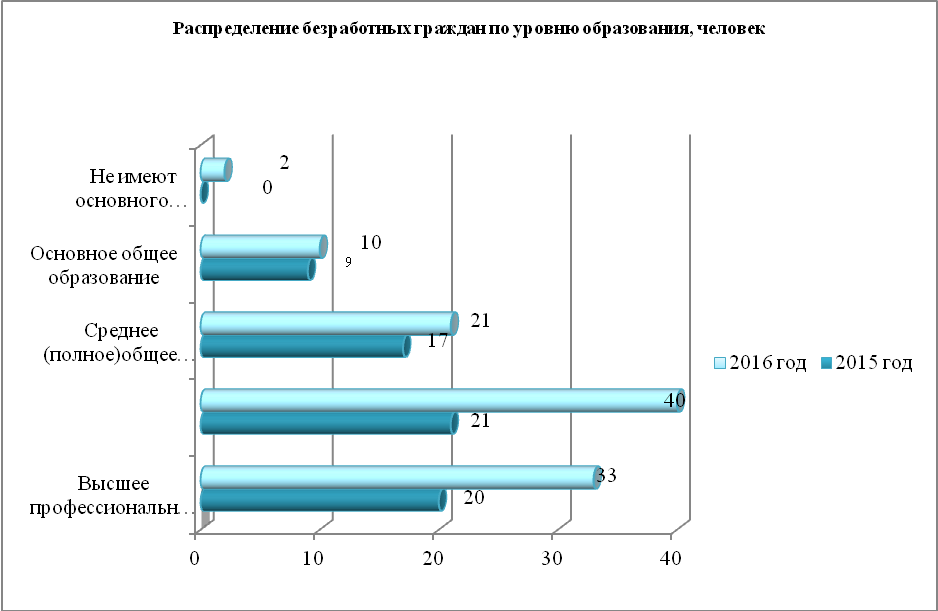 Распределение безработных граждан по уровню образования, человек
2
0
Не имеют
основного…
10
9
Основное общее
образование
21
17
Среднее
(полное)общее…
40
21
33
20
Высшее
профессиональн…
2016 год
2015 год
0 10 20 30 40